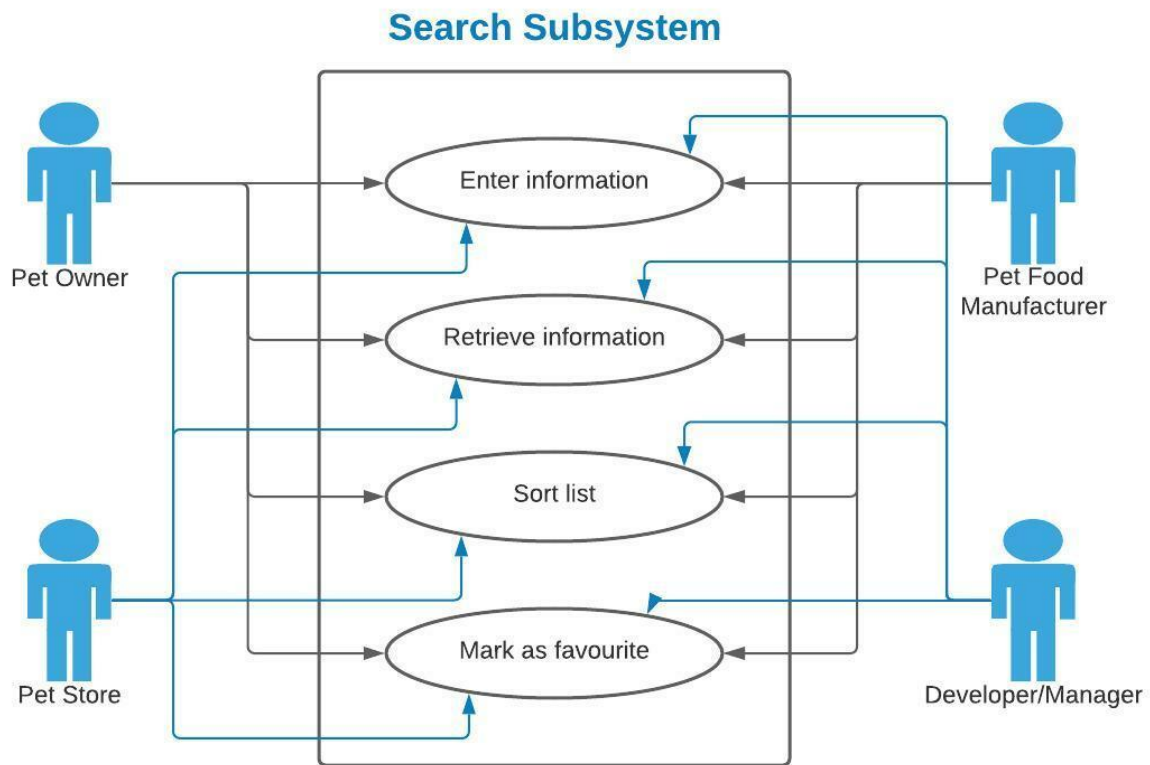 Search Subsystem
Enter information
Pet Owner
Pet Food
Manufacturer
Retrieve information
Sort list
Mark as favourite
Pet Store
Developer/Manager